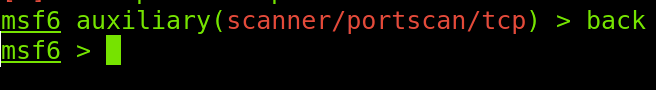 msf6 auxiliary(scanner/portscan/tcp) > back
msf6 >